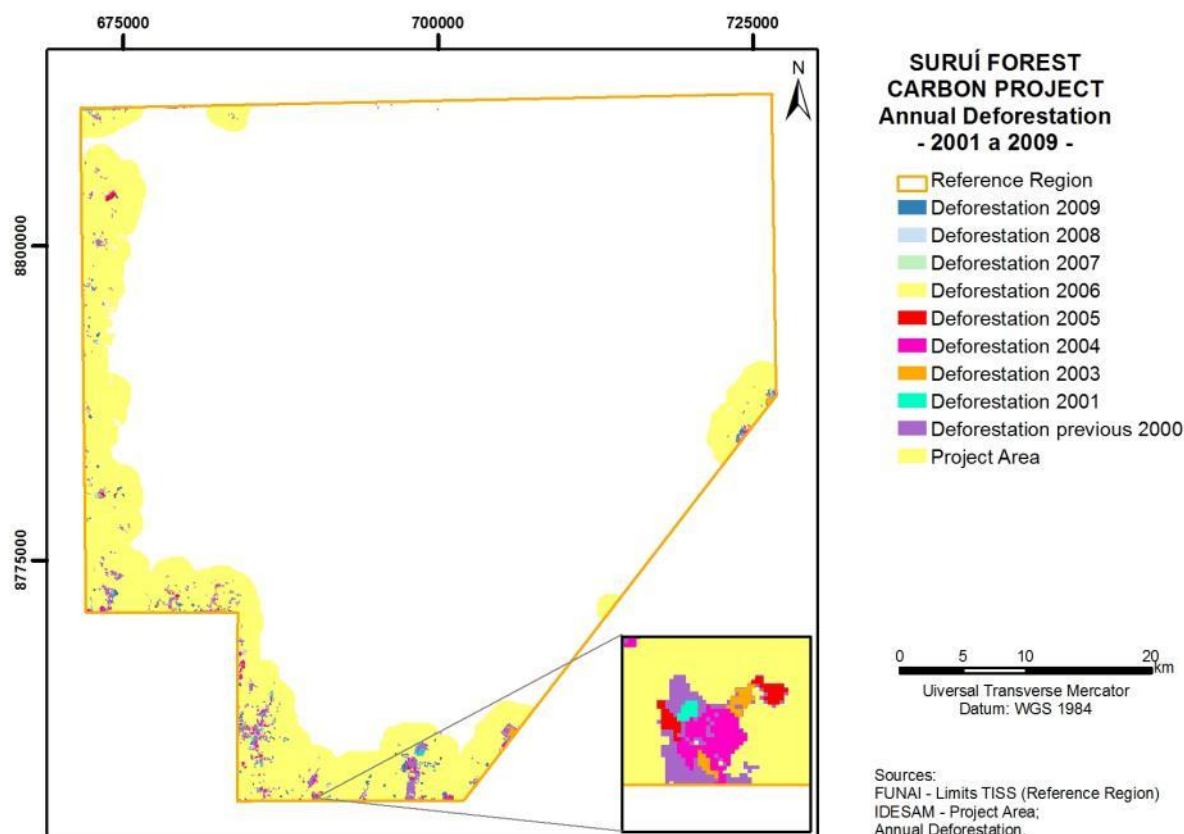 675000
700000
725000
8800000
8775000
N
SURUÍ FOREST
CARBON PROJECT
Annual Deforestation
- 2001 a 2009 -
Reference Region
Deforestation 2009
Deforestation 2008
Deforestation 2007
Deforestation 2006
Deforestation 2005
Deforestation 2004
Deforestation 2003
Deforestation 2001
Deforestation previous 2000
Project Area
0 5 10 20
km
Uiversal Transverse Mercator
Datum: WGS 1984
Sources:
FUNAI - Limits TISS (Reference Region)
IDESAM - Project Area;
Annual Deforestation.